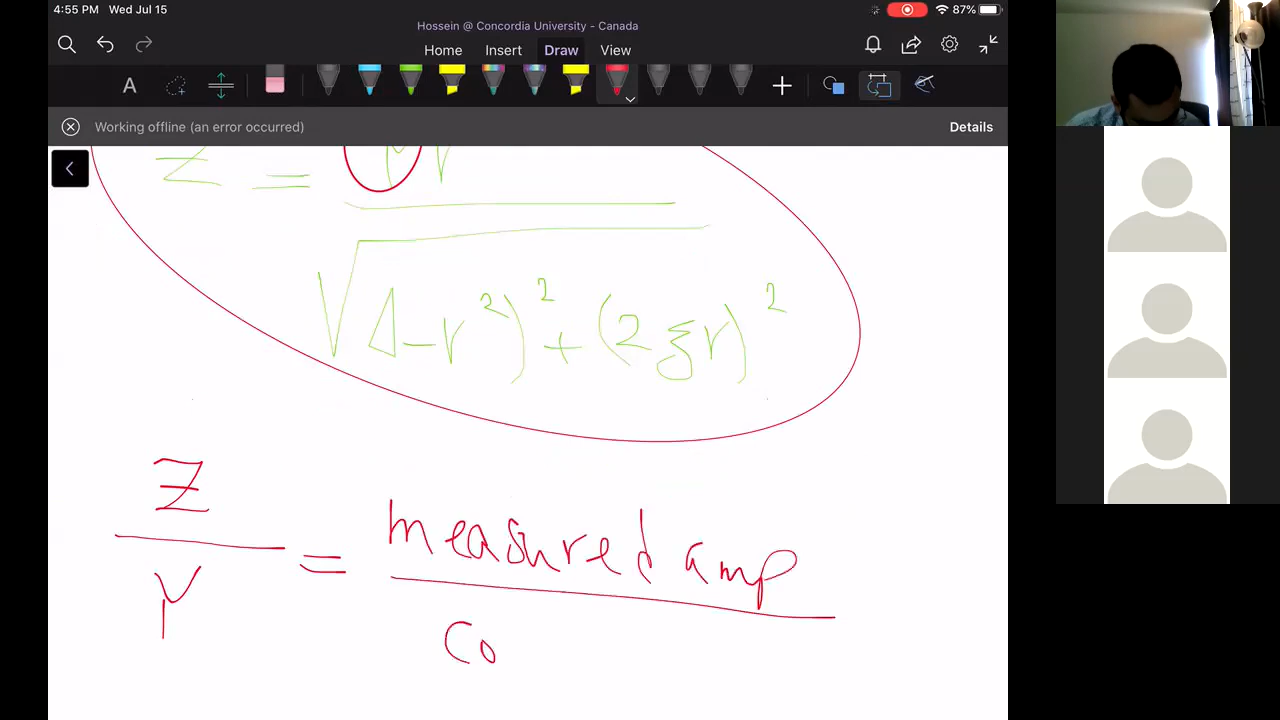 4:55 PM Wed Jul 15
87%
Hossein @ Concordia University - Canada
Home Insert Draw View
A
Working offline (an error occurred) Details
Z = Yr
√(1-r²)² + (2ξr)²
Z
Y
=
measured amp
Co